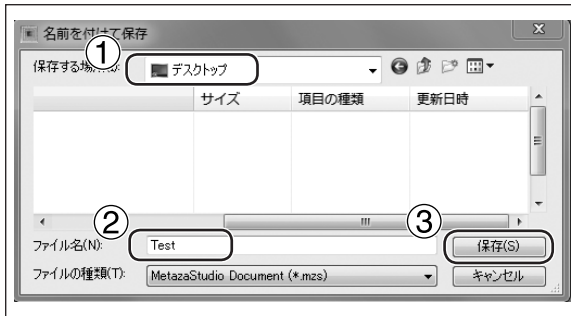 名前を付けて保存
①
保存する場所(I): デスクトップ
サイズ 項目の種類 更新日時
② ③
ファイル名(N): Test 保存(S)
ファイルの種類(T): MetazaStudio Document (*.mzs) キャンセル